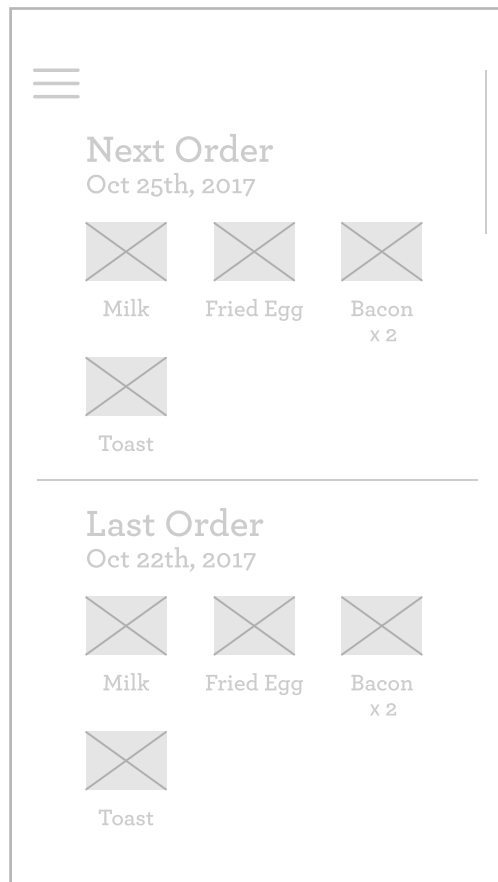 Next Order
Oct 25th, 2017
Milk
Fried Egg
Bacon
x 2
Toast
Last Order
Oct 22th, 2017
Milk
Fried Egg
Bacon
x 2
Toast